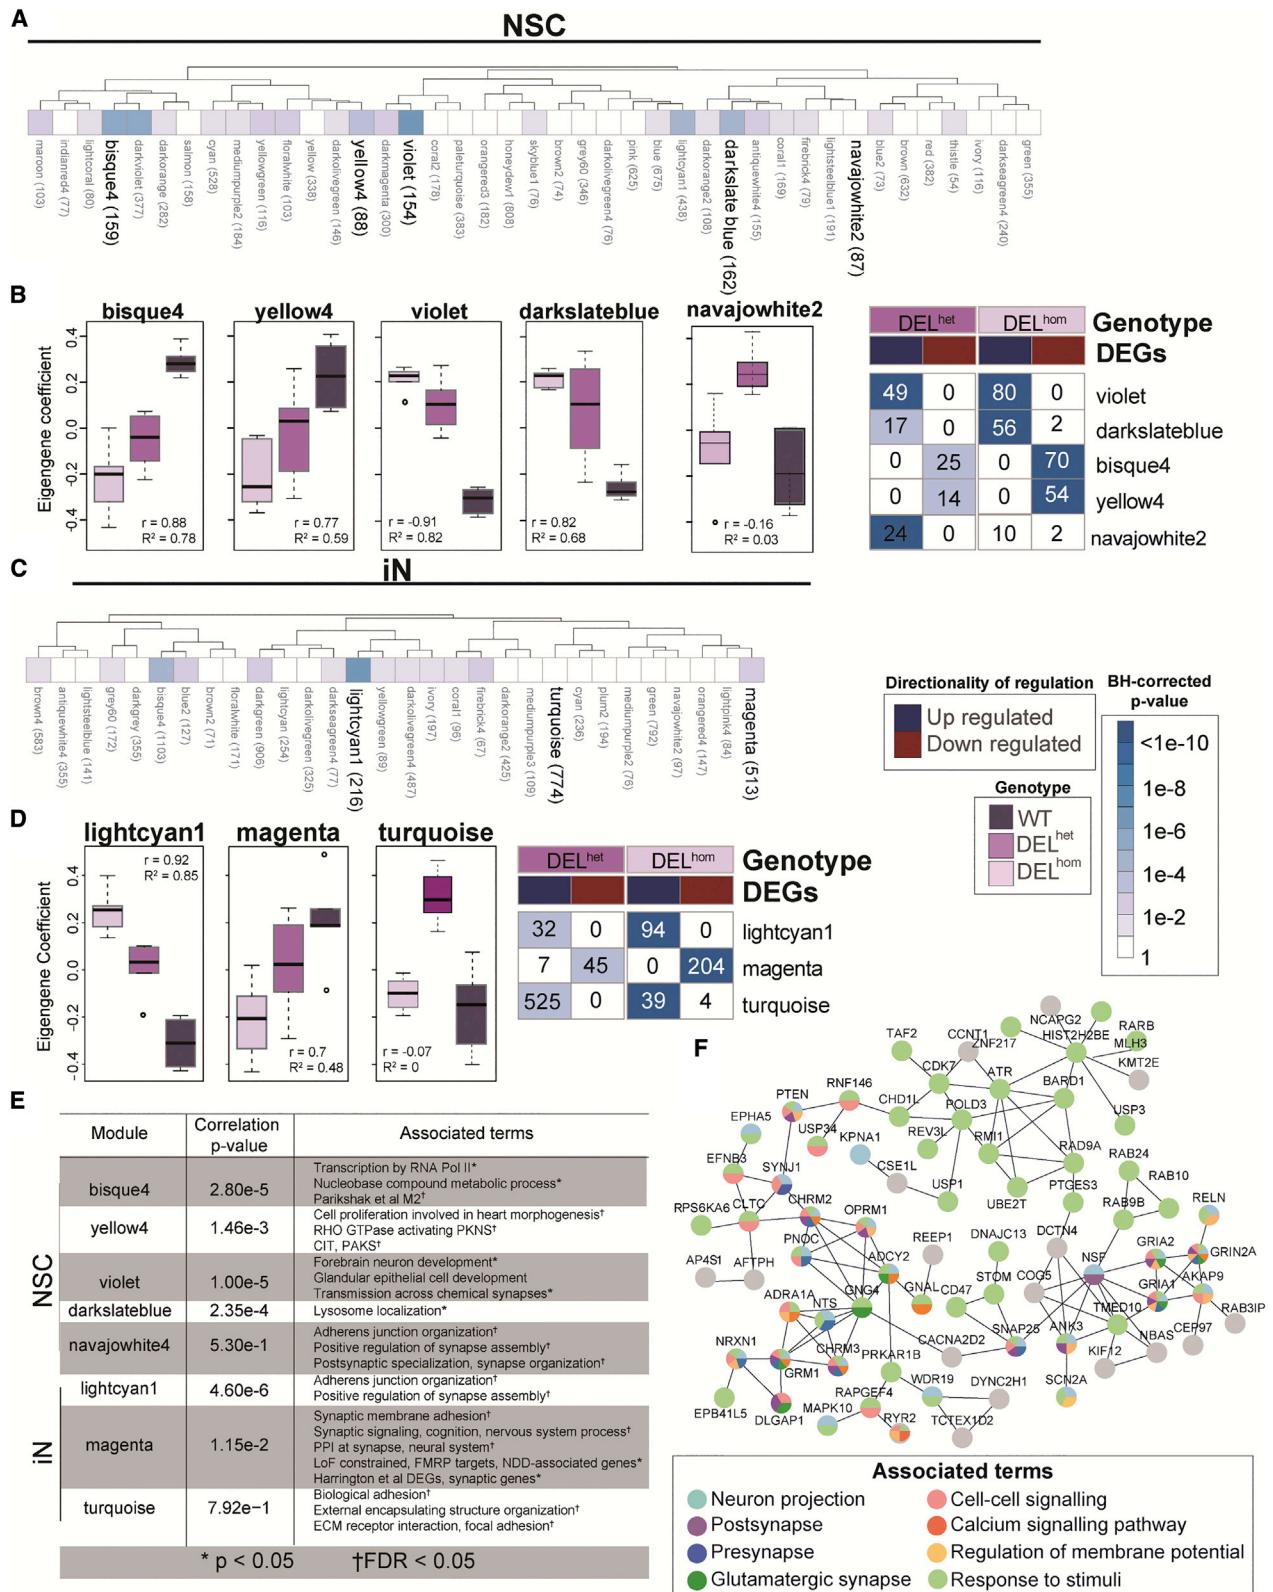 A
NSC
maroon (103)
indianred4 (77)
lightcoral (80)
bisque4 (159)
darkviolet (377)
darkorange (282)
salmon (158)
cyan (528)
mediumpurple2 (184)
yellowgreen (116)
floralwhite (103)
yellow (338)
darkolivegreen (146)
yellow4 (88)
darkmagenta (300)
violet (154)
coral2 (178)
paleturquoise (383)
orangered3 (182)
honeydew1 (808)
skyblue1 (76)
brown2 (74)
grey60 (346)
darkolivegreen4 (76)
pink (625)
blue (675)
lightcyan1 (438)
darkorange2 (108)
darkslate blue (162)
antiquewhite4 (155)
coral1 (169)
firebrick4 (79)
lightsteelblue1 (191)
navajowhite2 (87)
blue2 (73)
brown (632)
red (382)
thistle (54)
ivory (116)
darkseagreen4 (240)
green (355)
B
bisque4
yellow4
violet
darkslateblue
navajowhite2
Eigengene coefficient
0.4
0.2
0.0
-0.2
-0.4
r = 0.88
R² = 0.78
r = 0.77
R² = 0.59
r = -0.91
R² = 0.82
r = 0.82
R² = 0.68
r = -0.16
R² = 0.03
DELhet DELhom Genotype
DEGs
49 0 80 0 violet
17 0 56 2 darkslateblue
0 25 0 70 bisque4
0 14 0 54 yellow4
24 0 10 2 navajowhite2
C
iN
brown4 (583)
antiquewhite4 (355)
lightsteelblue (141)
grey60 (172)
darkgrey (355)
bisque4 (1103)
blue2 (127)
brown2 (71)
floralwhite (171)
darkgreen (906)
lightcyan (254)
darkolivegreen (325)
darkseagreen4 (77)
lightcyan1 (216)
yellowgreen (89)
darkolivegreen4 (487)
ivory (197)
coral1 (96)
firebrick4 (67)
darkorange2 (425)
mediumpurple3 (109)
turquoise (774)
cyan (236)
plum2 (194)
mediumpurple2 (76)
green (792)
navajowhite2 (97)
orangered4 (147)
lightpink4 (84)
magenta (513)
Directionality of regulation
Up regulated
Down regulated
Genotype
WT
DELhet
DELhom
BH-corrected
p-value
<1e-10
1e-8
1e-6
1e-4
1e-2
1
D
lightcyan1
magenta
turquoise
Eigengene Coefficient
0.4
0.2
0.0
-0.2
-0.4
r = 0.92
R² = 0.85
r = 0.7
R² = 0.48
r = -0.07
R² = 0
DELhet DELhom Genotype
DEGs
32 0 94 0 lightcyan1
7 45 0 204 magenta
525 0 39 4 turquoise
E
Module Correlation p-value Associated terms
NSC
bisque4 2.80e-5
Transcription by RNA Pol II*
Nucleobase compound metabolic process*
Parikshak et al M2†
yellow4 1.46e-3
Cell proliferation involved in heart morphogenesis†
RHO GTPase activating PKNS†
CIT, PAKS†
violet 1.00e-5
Forebrain neuron development*
Glandular epithelial cell development
Transmission across chemical synapses*
darkslateblue 2.35e-4 Lysosome localization*
navajowhite4 5.30e-1
Adherens junction organization†
Positive regulation of synapse assembly†
Postsynaptic specialization, synapse organization†
iN
lightcyan1 4.60e-6
Adherens junction organization†
Positive regulation of synapse assembly†
magenta 1.15e-2
Synaptic membrane adhesion†
Synaptic signaling, cognition, nervous system process†
PPI at synapse, neural system†
LoF constrained, FMRP targets, NDD-associated genes*
Harrington et al DEGs, synaptic genes*
turquoise 7.92e−1
Biological adhesion†
External encapsulating structure organization†
ECM receptor interaction, focal adhesion†
* p < 0.05 †FDR < 0.05
F
NCAPG2
CCNT1
TAF2
ZNF217
HIST2H2BE
RARB
MLH3
KMT2E
CDK7
ATR
BARD1
RNF146
PTEN
CHD1L
POLD3
USP3
EPHA5
USP34
KPNA1
REV3L
RMI1
RAD9A
EFNB3
SYNJ1
CSE1L
RAB24
RAB10
USP1
UBE2T
PTGES3
RPS6KA6
CLTC
CHRM2
OPRM1
RAB9B
RELN
REEP1
DNAJC13
DCTN4
PNOC
ADCY2
NSF
GRIA2
GRIN2A
AP4S1
AFTPH
GNG4
GNAL
CD47
STOM
COG5
GRIA1
AKAP9
ADRA1A
NTS
TMED10
RAB3IP
SNAP25
ANK3
NBAS
CEP97
NRXN1
CHRM3
PRKAR1B
CACNA2D2
KIF12
GRM1
WDR19
DYNC2H1
SCN2A
EPB41L5
DLGAP1
MAPK10
RAPGEF4
RYR2
TCTEX1D2
Associated terms
Neuron projection
Postsynapse
Presynapse
Glutamatergic synapse
Cell-cell signalling
Calcium signalling pathway
Regulation of membrane potential
Response to stimuli